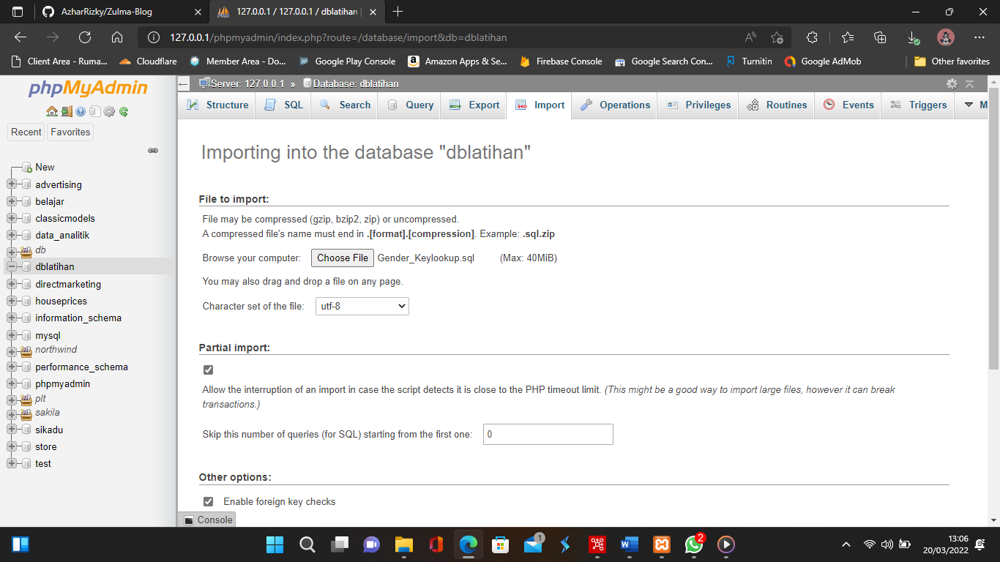 AzharRizky/Zulma-Blog
127.0.0.1 / 127.0.0.1 / dblatihan |
127.0.0.1/phpmyadmin/index.php?route=/database/import&db=dblatihan
Client Area - Ruma... Cloudflare Member Area - Do... Google Play Console Amazon Apps & Se... Firebase Console Google Search Con... Turnitin Google AdMob Other favorites
phpMyAdmin
Recent Favorites
New
advertising
belajar
classicmodels
data_analitik
db
dblatihan
directmarketing
houseprices
information_schema
mysql
northwind
performance_schema
phpmyadmin
plt
sakila
sikadu
store
test
Server: 127.0.0.1 » Database: dblatihan
Structure SQL Search Query Export Import Operations Privileges Routines Events Triggers M
Importing into the database "dblatihan"
File to import:
File may be compressed (gzip, bzip2, zip) or uncompressed.
A compressed file's name must end in .[format].[compression]. Example: .sql.zip
Browse your computer: Choose File Gender_Keylookup.sql (Max: 40MiB)
You may also drag and drop a file on any page.
Character set of the file: utf-8
Partial import:
Allow the interruption of an import in case the script detects it is close to the PHP timeout limit. (This might be a good way to import large files, however it can break
transactions.)
Skip this number of queries (for SQL) starting from the first one: 0
Other options:
Enable foreign key checks
Console
1
2
13:06
20/03/2022